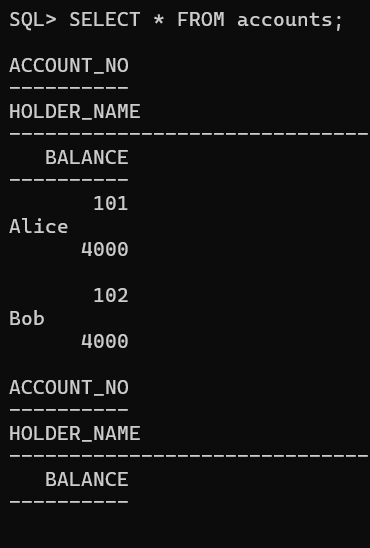 SQL> SELECT * FROM accounts;
ACCOUNT_NO
----------
HOLDER_NAME
------------------------------
   BALANCE
----------
       101
Alice
      4000
       102
Bob
      4000
ACCOUNT_NO
----------
HOLDER_NAME
------------------------------
   BALANCE
----------